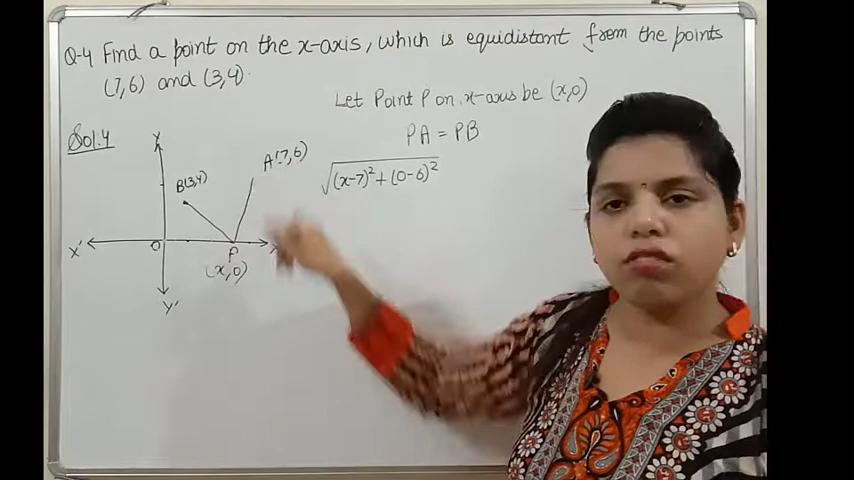 Q-4 Find a point on the x-axis, which is equidistant from the points
(7,6) and (3,4).
Let Point P on x-axis be (x,0)
Sol.4
PA = PB
√(x-7)²+(0-6)²
Y
A(7,6)
B(3,4)
X'
O
P
X
(x,0)
Y'